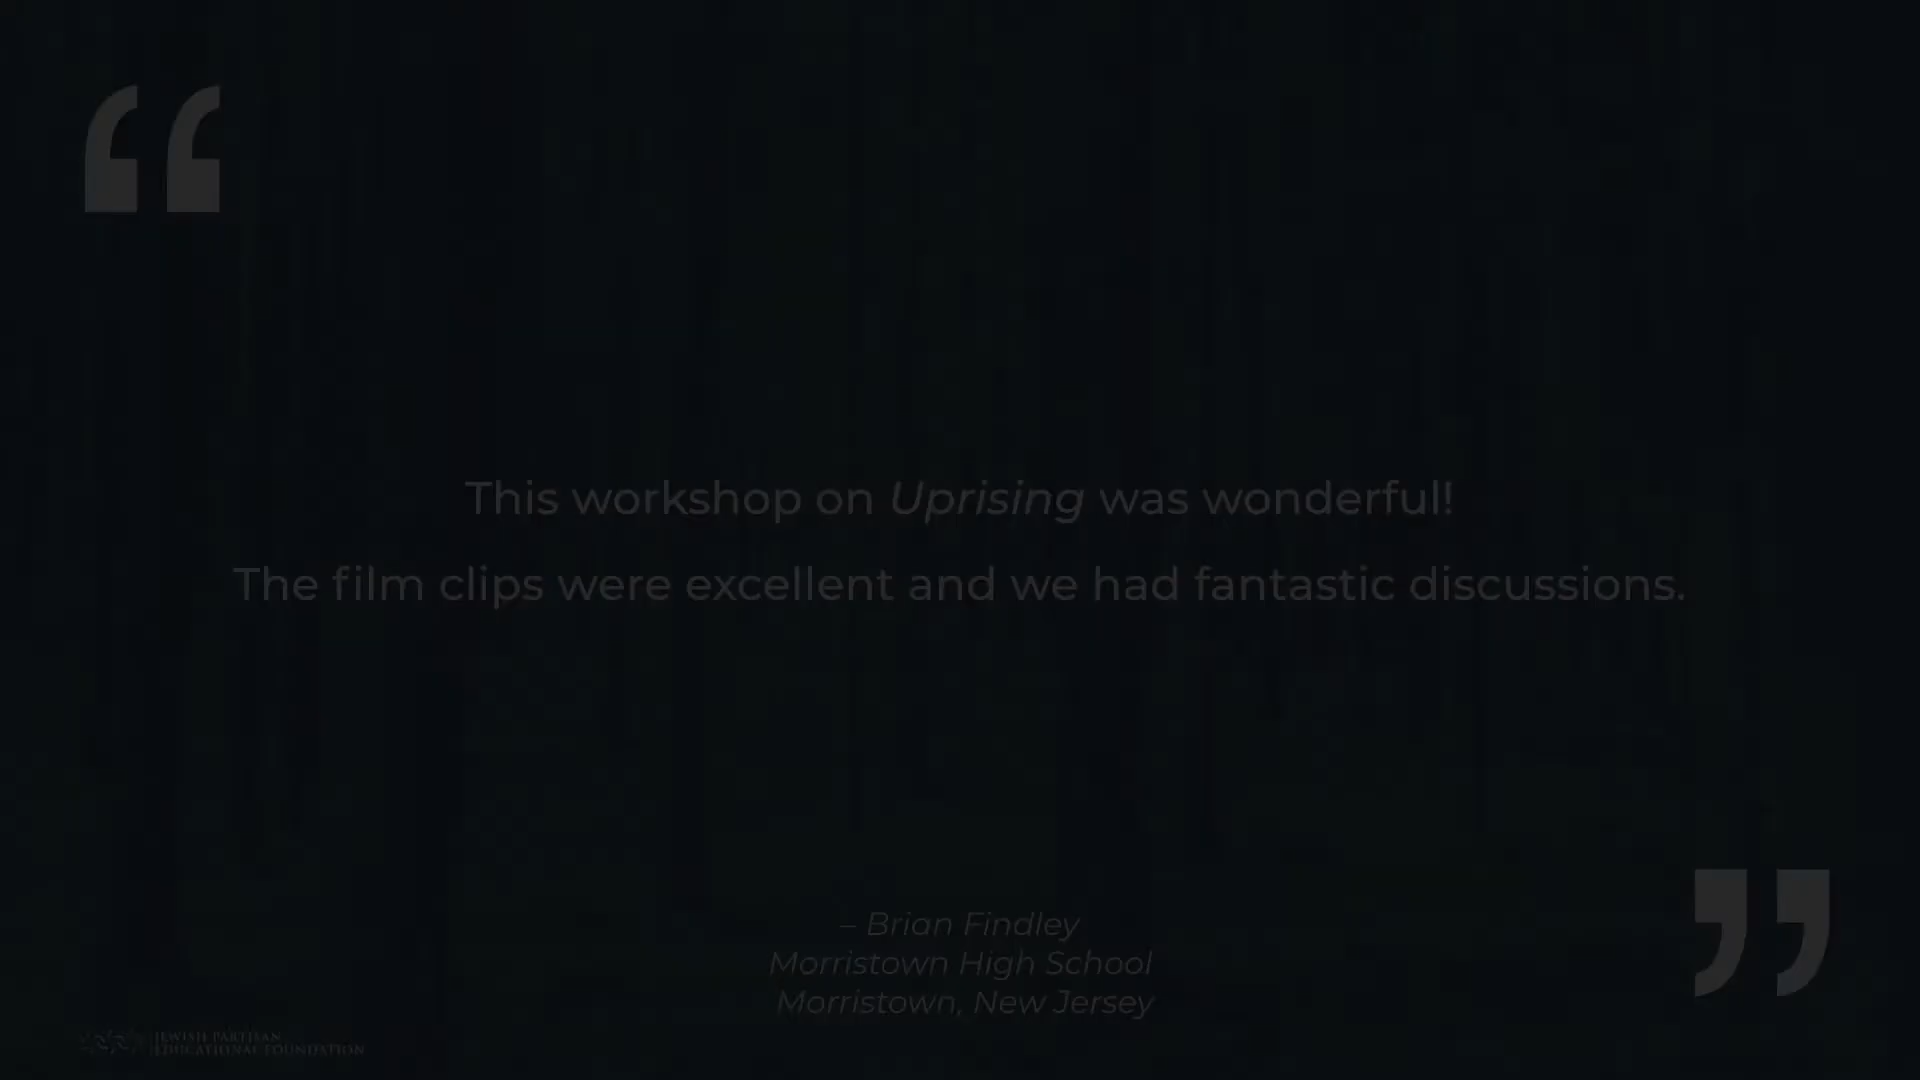 “
This workshop on Uprising was wonderful!
The film clips were excellent and we had fantastic discussions.
”
– Brian Findley
Morristown High School
Morristown, New Jersey
JEWISH PARTISAN
EDUCATIONAL FOUNDATION